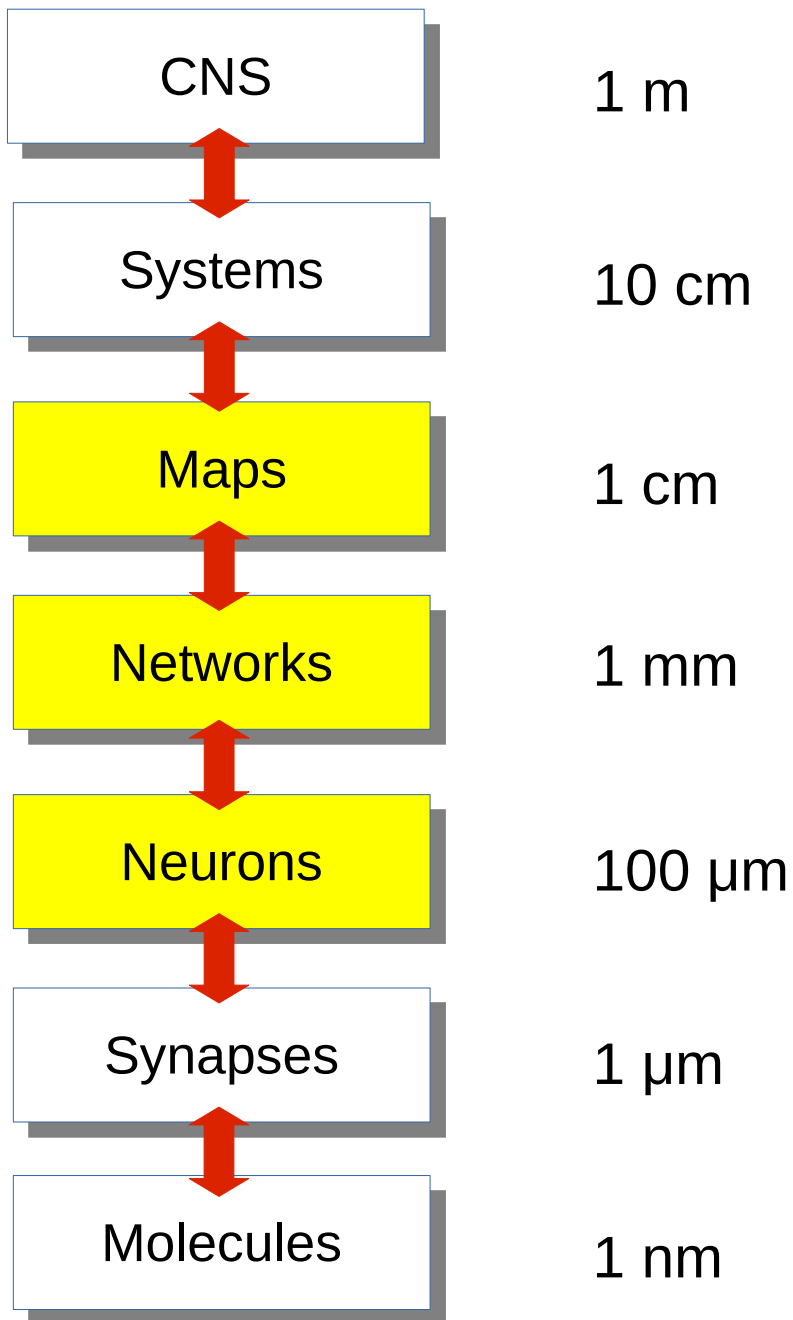 CNS
1 m
Systems
10 cm
Maps
1 cm
Networks
1 mm
Neurons
100 μm
Synapses
1 μm
Molecules
1 nm